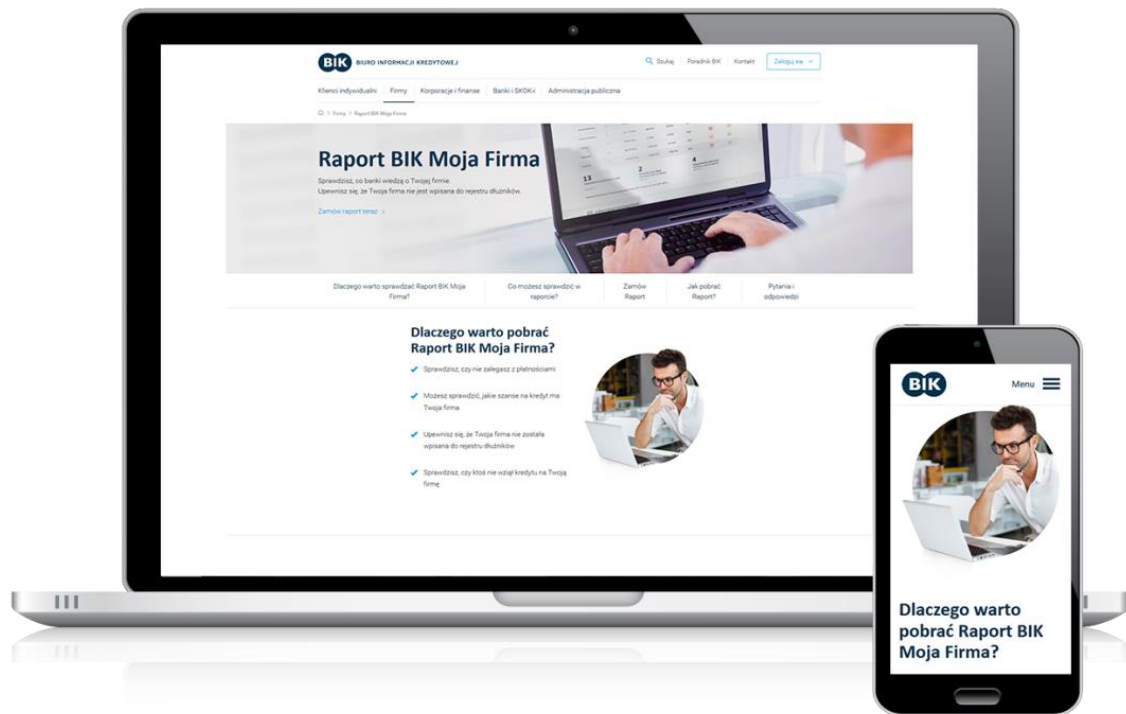 BIK BIURO INFORMACJI KREDYTOWEJ
Szukaj Poradnik BIK Kontakt Zaloguj się
Klienci indywidualni Firmy Korporacje i finanse Banki i SKOK-i Administracja publiczna
> Firmy > Raport BIK Moja Firma
Raport BIK Moja Firma
Sprawdzisz, co banki wiedzą o Twojej firmie.
Upewnisz się, że Twoja firma nie jest wpisana do rejestru dłużników.
Zamów raport teraz >
13
2
4
Dlaczego warto sprawdzać Raport BIK Moja
Firma?
Co możesz sprawdzić w
raporcie?
Zamów
Raport
Jak pobrać
Raport?
Pytania i
odpowiedzi
Dlaczego warto pobrać
Raport BIK Moja Firma?
Sprawdzisz, czy nie zalegasz z płatnościami
Możesz sprawdzić, jakie szanse na kredyt ma
Twoja firma
Upewnisz się, że Twoja firma nie została
wpisana do rejestru dłużników
Sprawdzisz, czy ktoś nie wziął kredytu na Twoją
firmę
BIK Menu
Dlaczego warto
pobrać Raport BIK
Moja Firma?